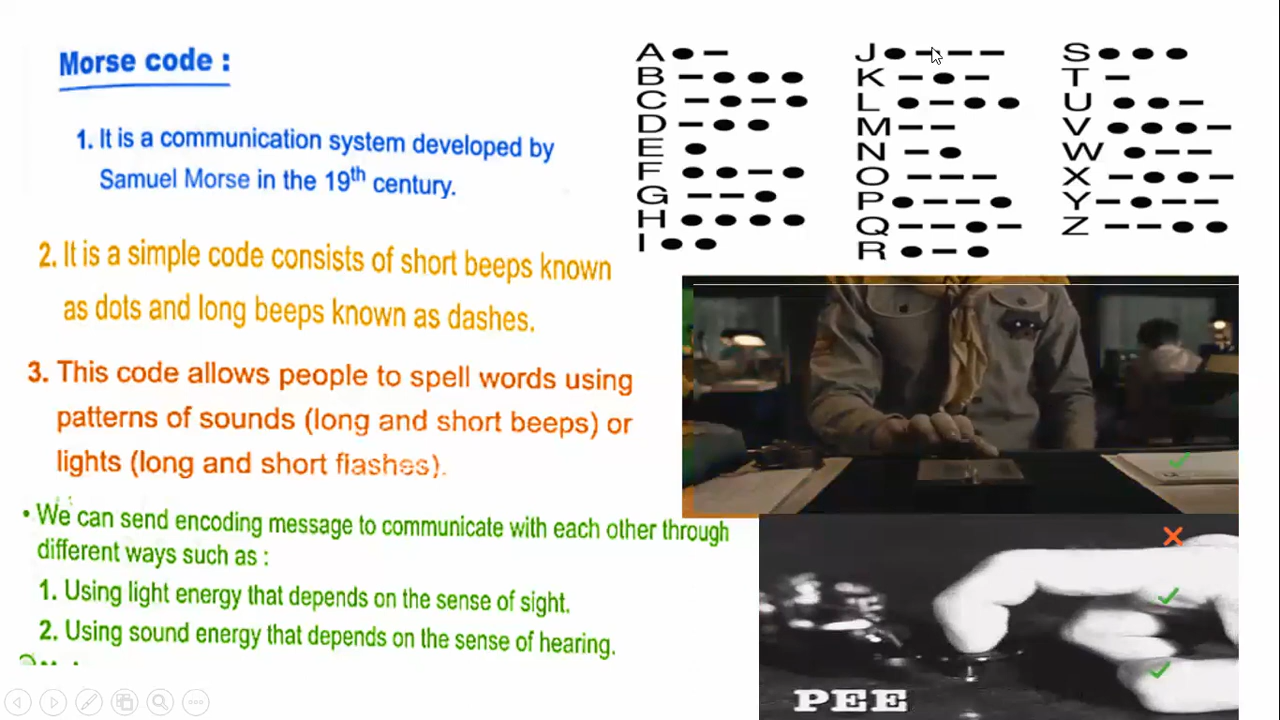 Morse code :
1. It is a communication system developed by
Samuel Morse in the 19th century.
2. It is a simple code consists of short beeps known
as dots and long beeps known as dashes.
3. This code allows people to spell words using
patterns of sounds (long and short beeps) or
lights (long and short flashes).
• We can send encoding message to communicate with each other through
different ways such as :
1. Using light energy that depends on the sense of sight.
2. Using sound energy that depends on the sense of hearing.
A ● –
B – ● ● ●
C – ● – ●
D – ● ●
E ●
F ● ● – ●
G – – ●
H ● ● ● ●
I ● ●
J ● – – –
K – ● –
L ● – ● ●
M – –
N – ●
O – – –
P ● – – ●
Q – – ● –
R ● – ●
S ● ● ●
T –
U ● ● –
V ● ● ● –
W ● – –
X – ● ● –
Y – ● – –
Z – – ● ●
PEE